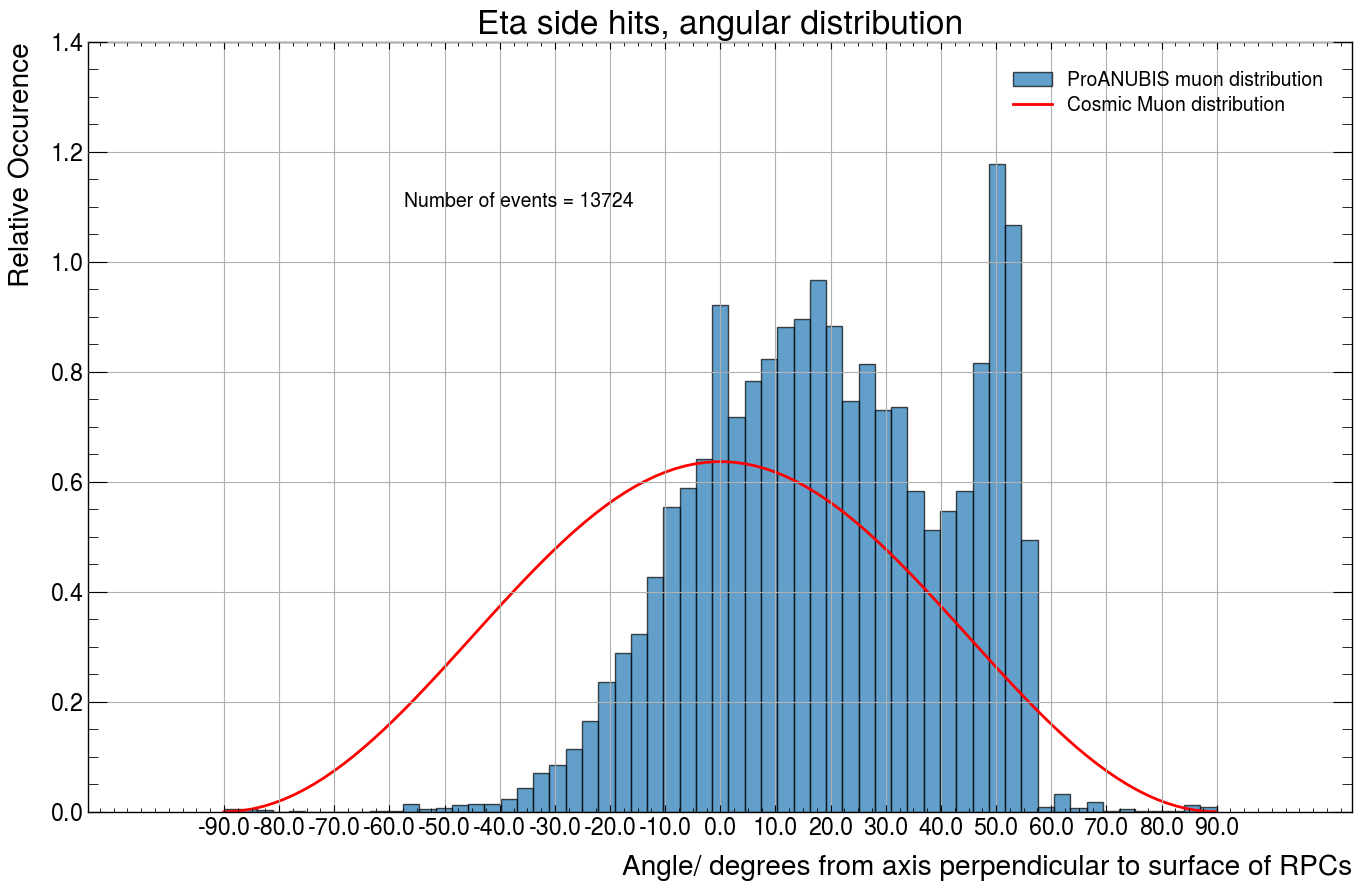 Eta side hits, angular distribution
Relative Occurence
1.4
1.2
1.0
0.8
0.6
0.4
0.2
0.0
ProANUBIS muon distribution
Cosmic Muon distribution
Number of events = 13724
-90.0 -80.0 -70.0 -60.0 -50.0 -40.0 -30.0 -20.0 -10.0 0.0 10.0 20.0 30.0 40.0 50.0 60.0 70.0 80.0 90.0
Angle/ degrees from axis perpendicular to surface of RPCs